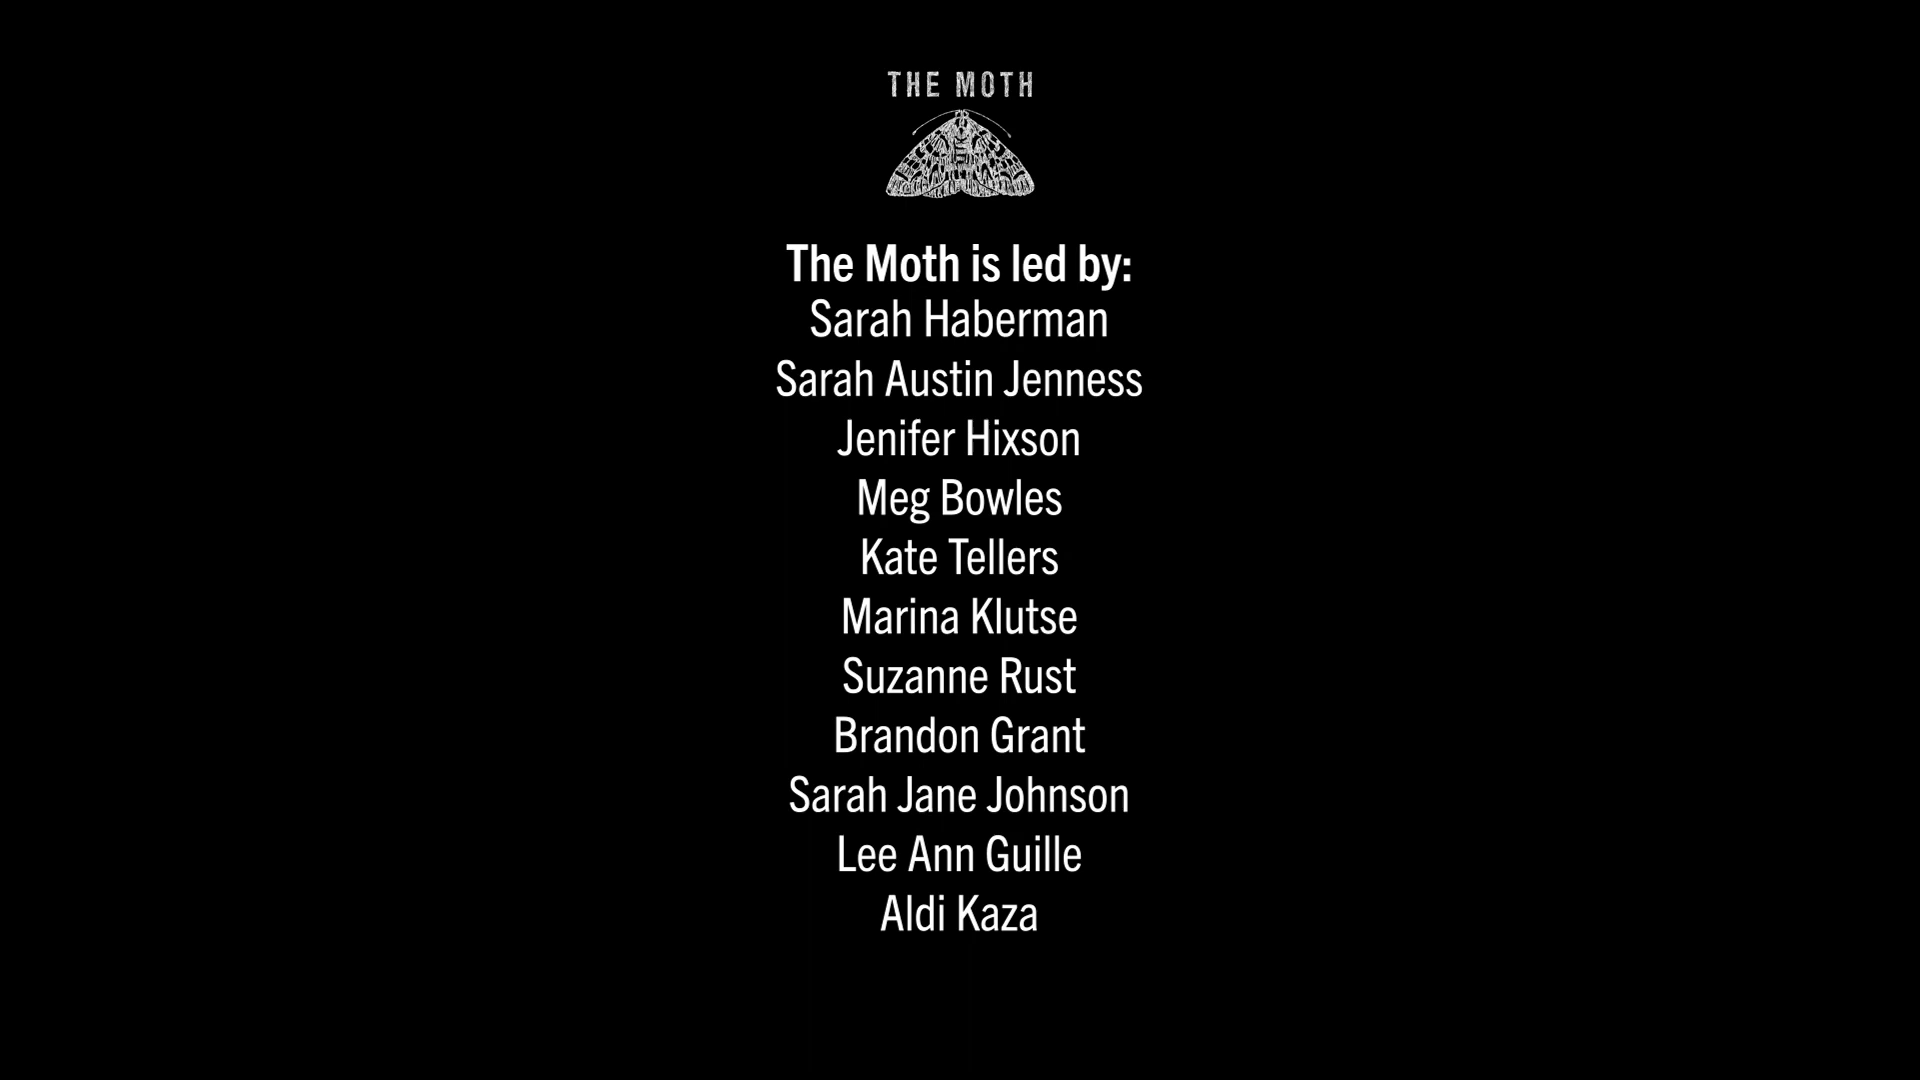 THE MOTH
The Moth is led by:
Sarah Haberman
Sarah Austin Jenness
Jenifer Hixson
Meg Bowles
Kate Tellers
Marina Klutse
Suzanne Rust
Brandon Grant
Sarah Jane Johnson
Lee Ann Guille
Aldi Kaza